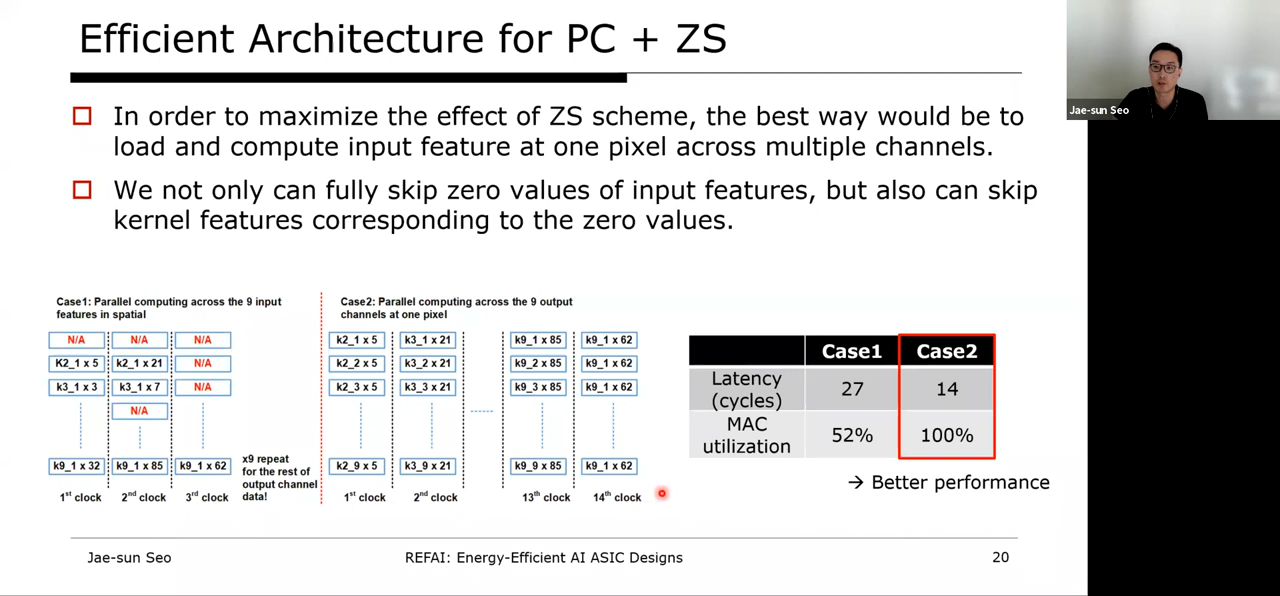 Efficient Architecture for PC + ZS
Jae-sun Seo
In order to maximize the effect of ZS scheme, the best way would be to
load and compute input feature at one pixel across multiple channels.
We not only can fully skip zero values of input features, but also can skip
kernel features corresponding to the zero values.
Case1: Parallel computing across the 9 input
features in spatial
N/A N/A N/A
K2_1 x 5 k2_1 x 21 N/A
k3_1 x 3 k3_1 x 7 N/A
N/A
k9_1 x 32 k9_1 x 85 k9_1 x 62
x9 repeat
for the rest of
output channel
data!
1st clock 2nd clock 3rd clock
Case2: Parallel computing across the 9 output
channels at one pixel
k2_1 x 5 k3_1 x 21 k9_1 x 85 k9_1 x 62
k2_2 x 5 k3_2 x 21 k9_2 x 85 k9_1 x 62
k2_3 x 5 k3_3 x 21 k9_3 x 85 k9_1 x 62
k2_9 x 5 k3_9 x 21 k9_9 x 85 k9_1 x 62
1st clock 2nd clock 13th clock 14th clock
Case1 Case2
Latency
(cycles) 27 14
MAC
utilization 52% 100%
→ Better performance
Jae-sun Seo REFAI: Energy-Efficient AI ASIC Designs 20